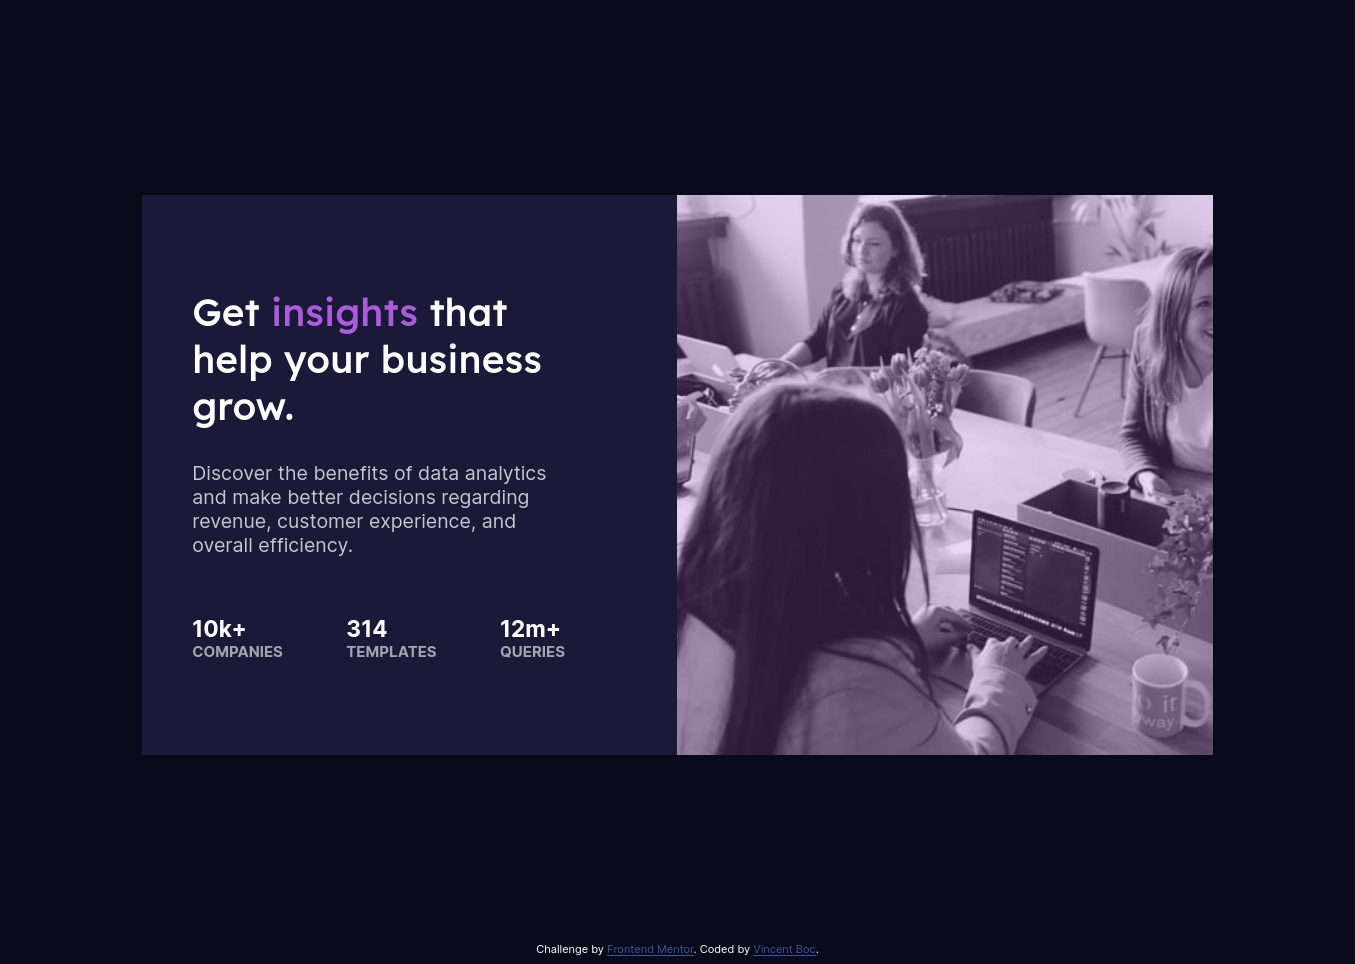 Get insights that
help your business
grow.
Discover the benefits of data analytics
and make better decisions regarding
revenue, customer experience, and
overall efficiency.
10k+ 314 12m+
COMPANIES TEMPLATES QUERIES
o it
yway.
Challenge by Frontend Mentor. Coded by Vincent Boc.